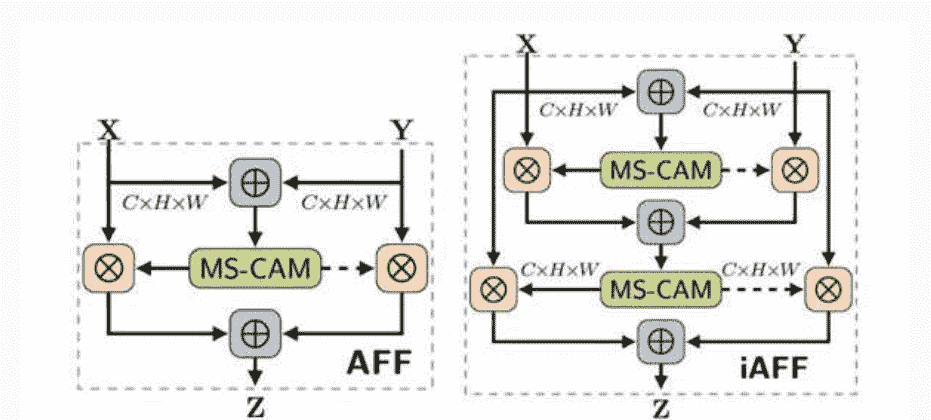 X Y
C×H×W C×H×W
MS-CAM
AFF
Z
X Y
C×H×W C×H×W
MS-CAM
C×H×W C×H×W
MS-CAM
iAFF
Z